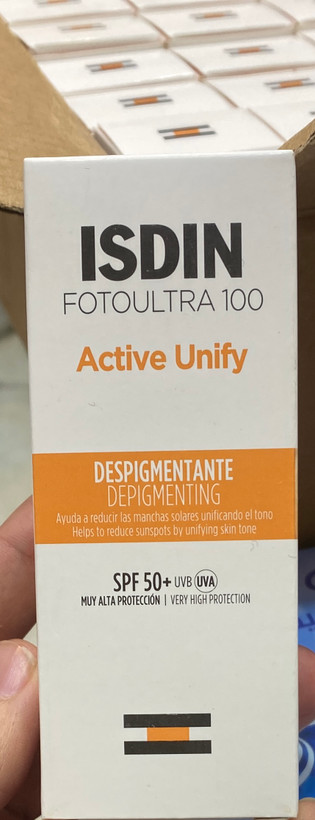 ISDIN
FOTOULTRA 100
Active Unify
DESPIGMENTANTE
DEPIGMENTING
Ayuda a reducir las manchas solares unificando el tono
Helps to reduce sunspots by unifying skin tone
SPF 50+ UVB UVA
MUY ALTA PROTECCIÓN | VERY HIGH PROTECTION